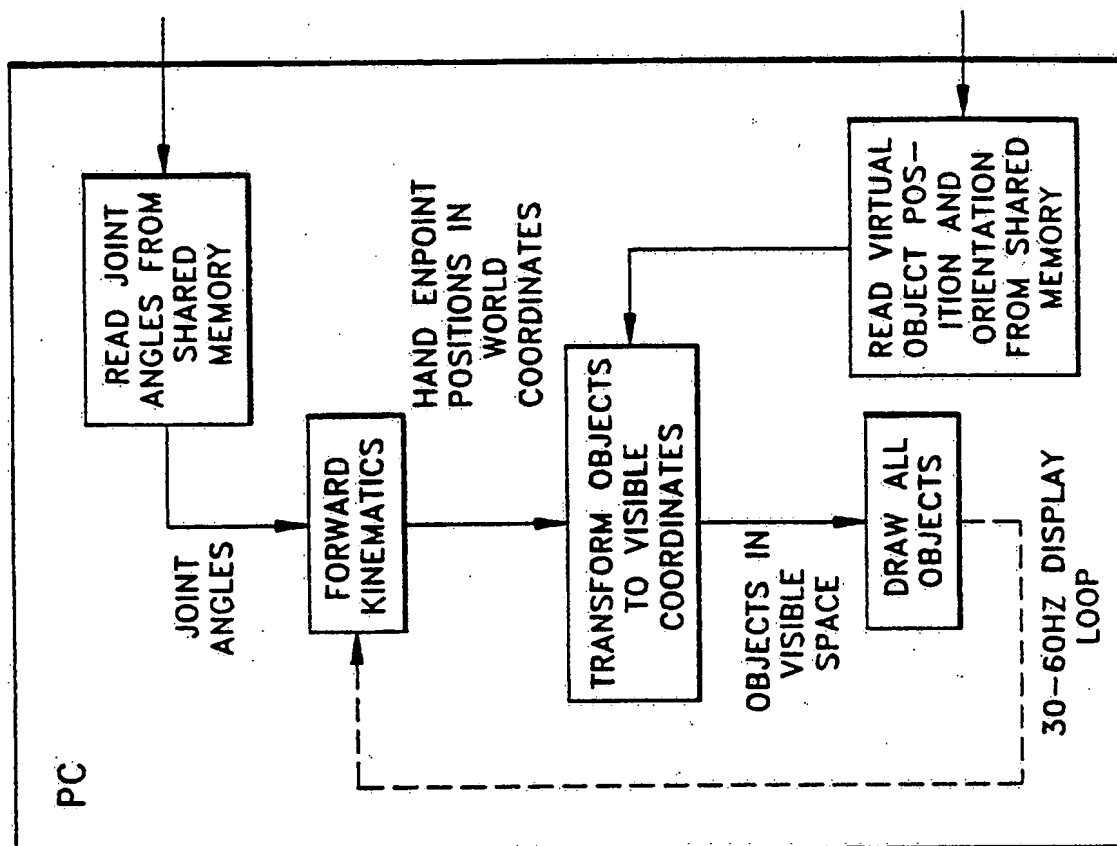 PC
READ JOINT
ANGLES FROM
SHARED
MEMORY
JOINT
ANGLES
FORWARD
KINEMATICS
HAND ENPOINT
POSITIONS IN
WORLD
COORDINATES
TRANSFORM OBJECTS
TO VISIBLE
COORDINATES
READ VIRTUAL
OBJECT POS-
ITION AND
ORIENTATION
FROM SHARED
MEMORY
OBJECTS IN
VISIBLE
SPACE
DRAW ALL
OBJECTS
30-60HZ DISPLAY
LOOP